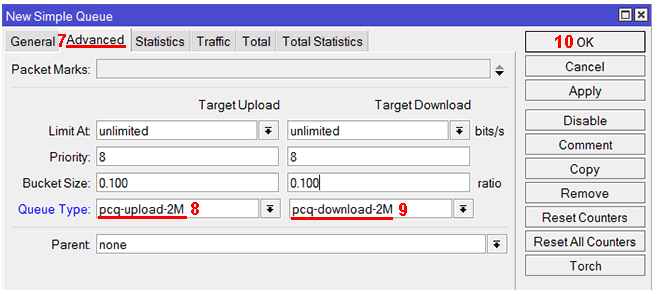 New Simple Queue
General 7 Advanced Statistics Traffic Total Total Statistics
10 OK
Packet Marks:
Cancel
Apply
Target Upload Target Download
Limit At: unlimited unlimited bits/s
Disable
Priority: 8 8
Comment
Bucket Size: 0.100 0.100 ratio
Copy
Remove
Queue Type: pcq-upload-2M 8 pcq-download-2M 9
Reset Counters
Parent: none
Reset All Counters
Torch